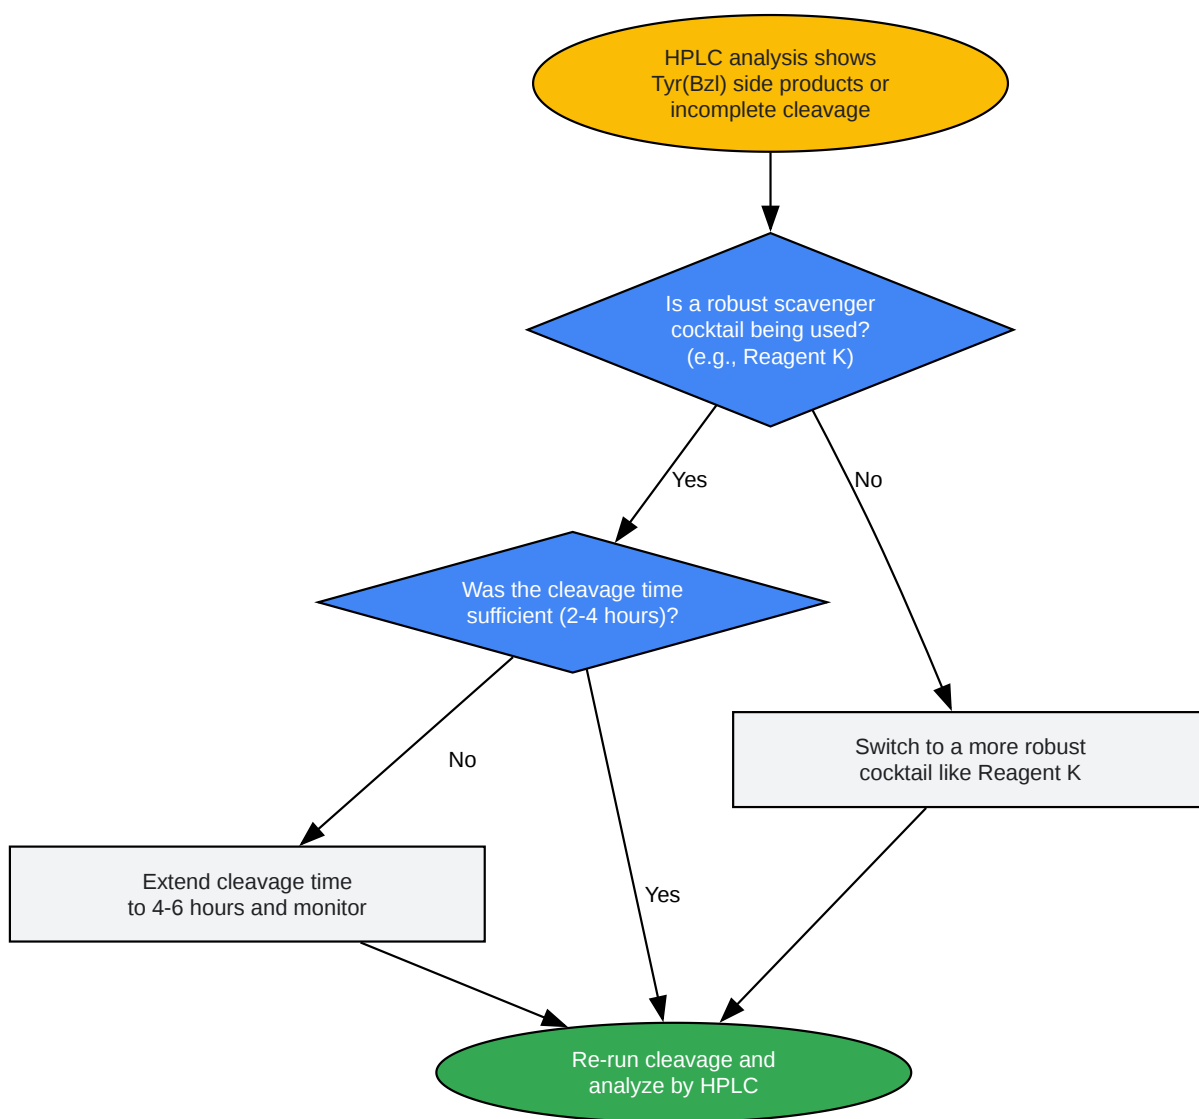 HPLC analysis shows
Tyr(Bzl) side products or
incomplete cleavage
Is a robust scavenger
cocktail being used?
(e.g., Reagent K)
Yes
No
Was the cleavage time
sufficient (2-4 hours)?
No
Switch to a more robust
cocktail like Reagent K
Extend cleavage time
to 4-6 hours and monitor
Yes
Re-run cleavage and
analyze by HPLC